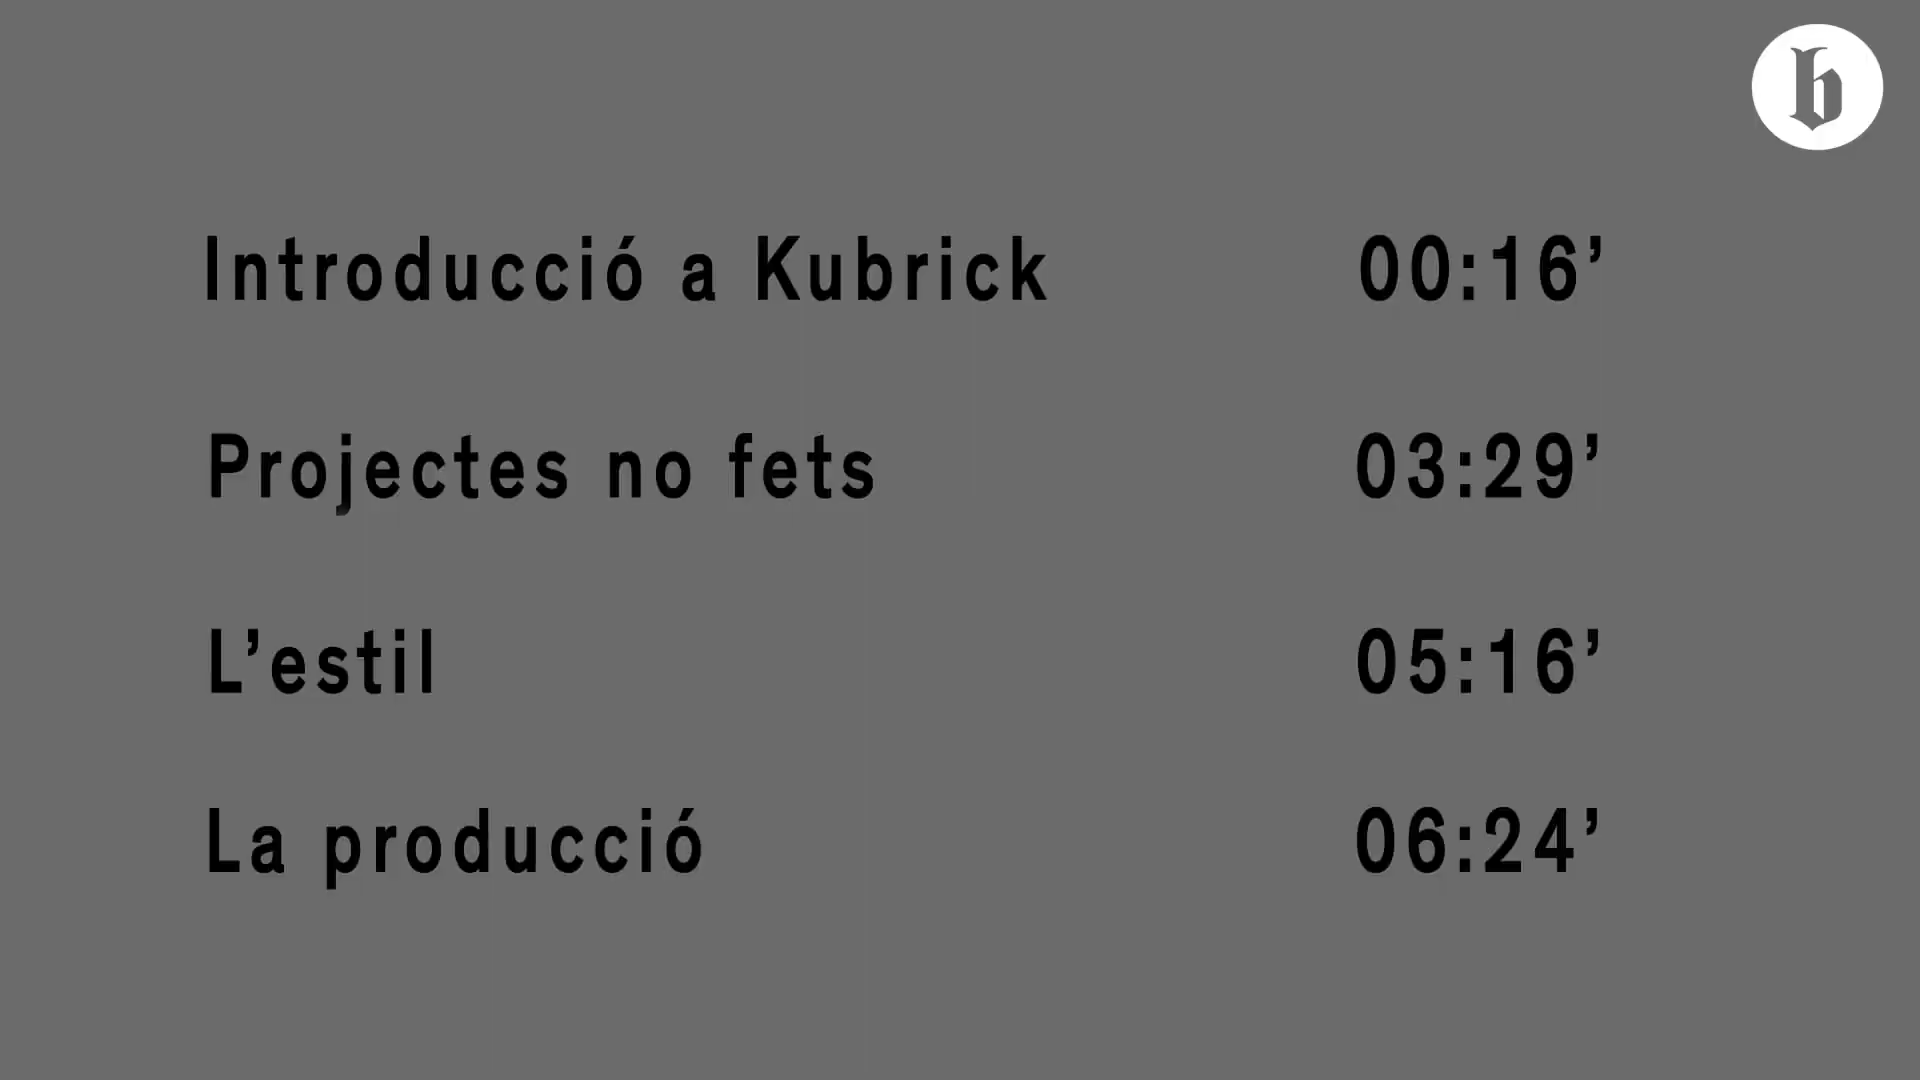 b
Introducció a Kubrick 00:16’
Projectes no fets 03:29’
L’estil 05:16’
La producció 06:24’